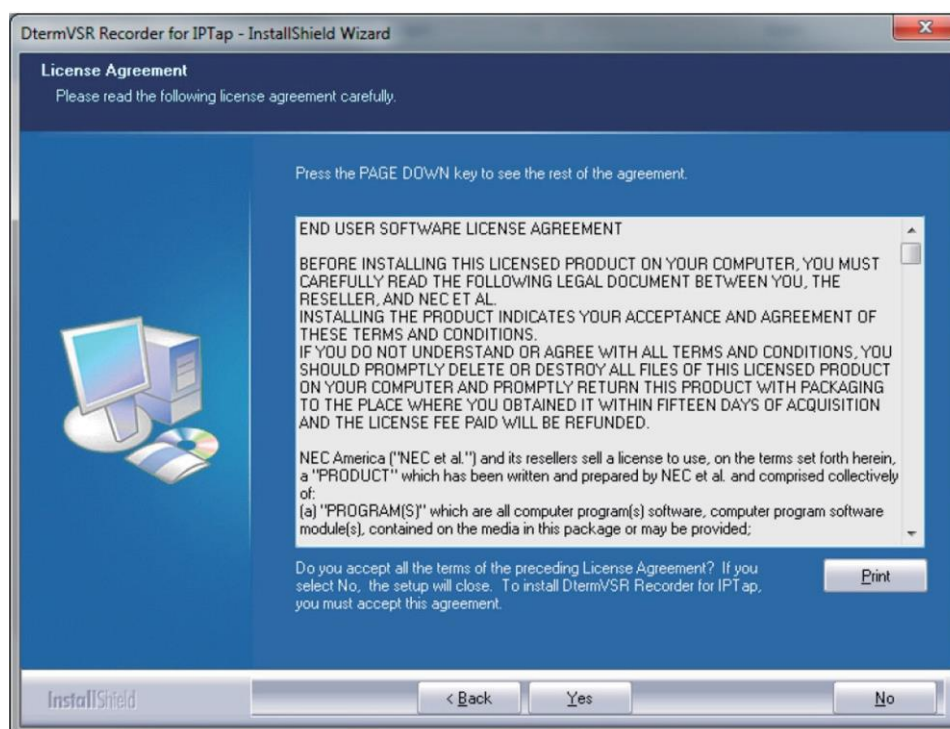 DtermVSR Recorder for IPTap - InstallShield Wizard
License Agreement
Please read the following license agreement carefully.
Press the PAGE DOWN key to see the rest of the agreement.
END USER SOFTWARE LICENSE AGREEMENT
BEFORE INSTALLING THIS LICENSED PRODUCT ON YOUR COMPUTER, YOU MUST
CAREFULLY READ THE FOLLOWING LEGAL DOCUMENT BETWEEN YOU, THE
RESELLER, AND NEC ET AL.
INSTALLING THE PRODUCT INDICATES YOUR ACCEPTANCE AND AGREEMENT OF
THESE TERMS AND CONDITIONS.
IF YOU DO NOT UNDERSTAND OR AGREE WITH ALL TERMS AND CONDITIONS, YOU
SHOULD PROMPTLY DELETE OR DESTROY ALL FILES OF THIS LICENSED PRODUCT
ON YOUR COMPUTER AND PROMPTLY RETURN THIS PRODUCT WITH PACKAGING
TO THE PLACE WHERE YOU OBTAINED IT WITHIN FIFTEEN DAYS OF ACQUISITION
AND THE LICENSE FEE PAID WILL BE REFUNDED.
NEC America ("NEC et al.") and its resellers sell a license to use, on the terms set forth herein,
a "PRODUCT" which has been written and prepared by NEC et al. and comprised collectively
of:
(a) "PROGRAM(S)" which are all computer program(s) software, computer program software
module(s), contained on the media in this package or may be provided;
Do you accept all the terms of the preceding License Agreement? If you
select No, the setup will close. To install DtermVSR Recorder for IPTap,
you must accept this agreement.
Print
InstallShield
< Back
Yes
No